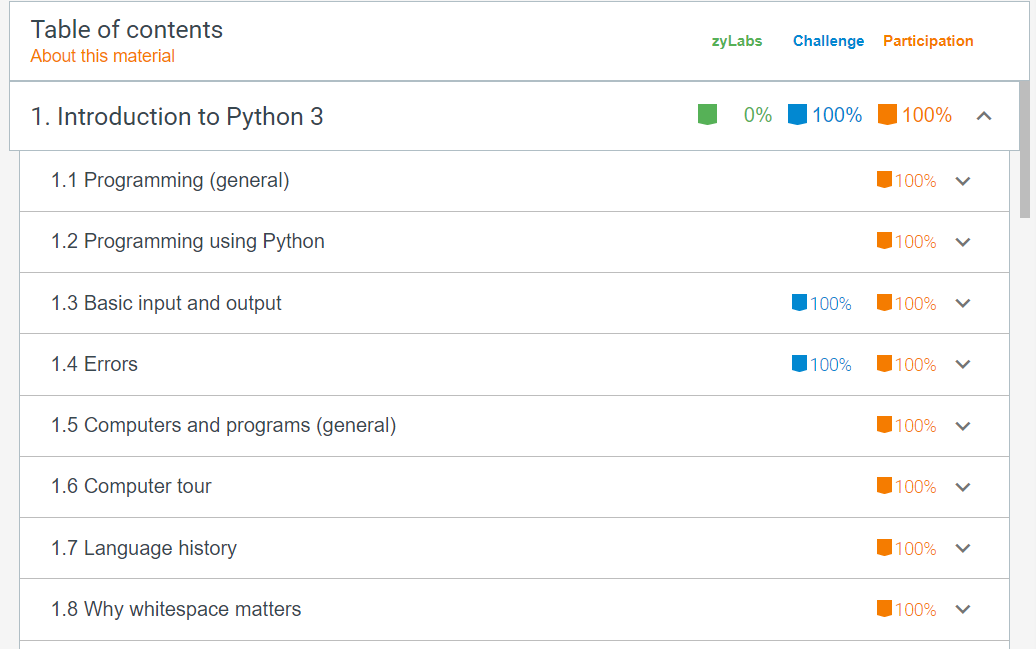 Table of contents
About this material
zyLabs Challenge Participation
1. Introduction to Python 3 0% 100% 100%
1.1 Programming (general) 100%
1.2 Programming using Python 100%
1.3 Basic input and output 100% 100%
1.4 Errors 100% 100%
1.5 Computers and programs (general) 100%
1.6 Computer tour 100%
1.7 Language history 100%
1.8 Why whitespace matters 100%